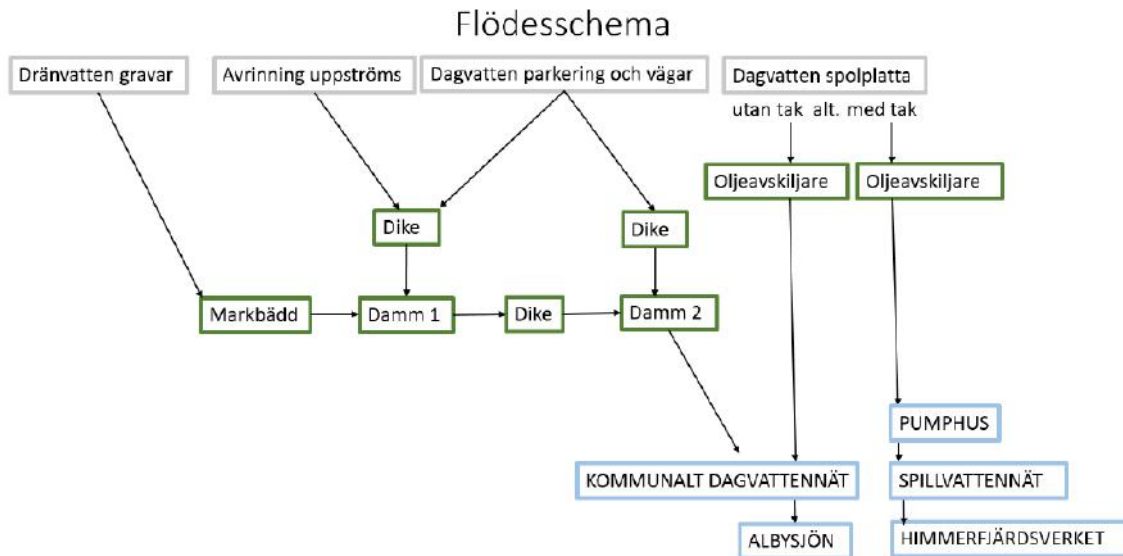 Flödesschema
Dränvatten gravar
Avrinning uppströms
Dagvatten parkering och vägar
Dagvatten spolplatta
utan tak alt. med tak
Oljeavskiljare
Oljeavskiljare
Dike
Dike
Markbädd
Damm 1
Dike
Damm 2
PUMPHUS
KOMMUNALT DAGVATTENNÄT
SPILLVATTENNÄT
ALBYSJÖN
HIMMERFJÄRDSVERKET